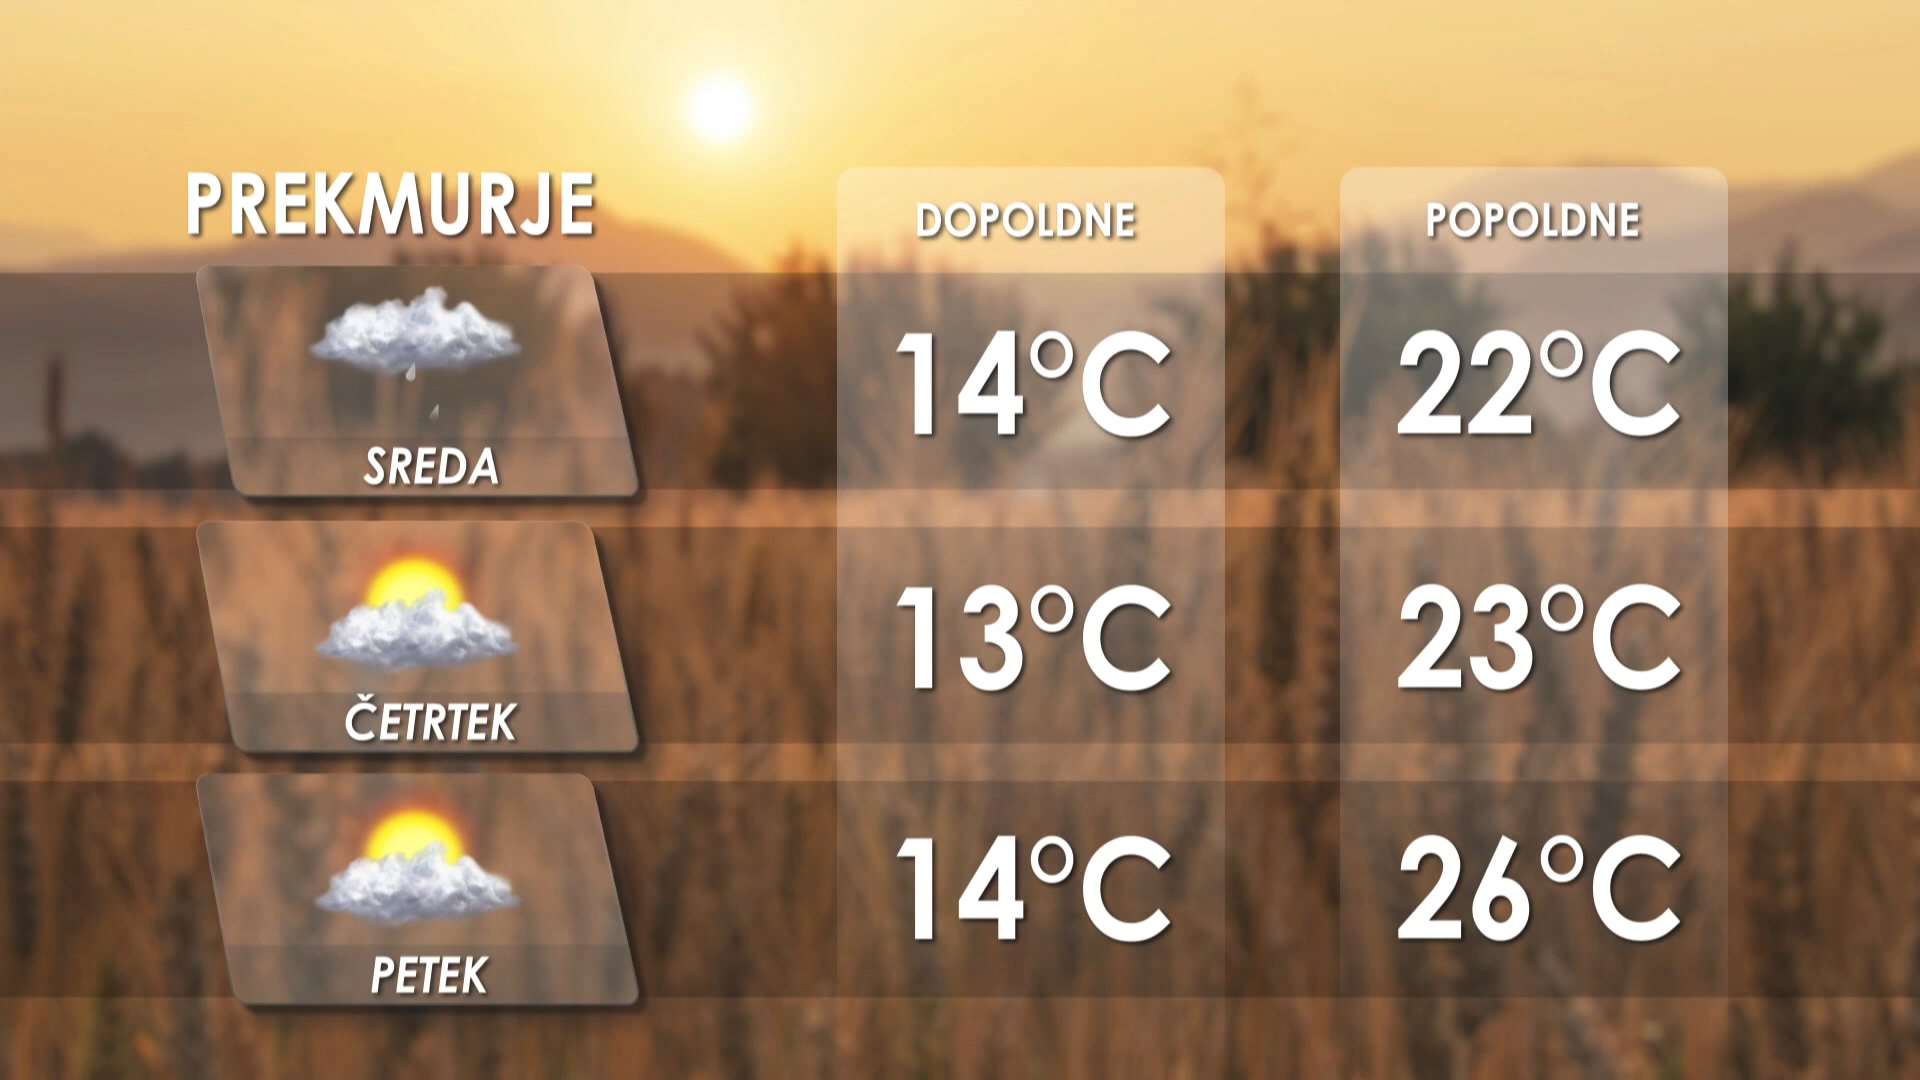 PREKMURJE
DOPOLDNE
POPOLDNE
SREDA
14°C
22°C
ČETRTEK
13°C
23°C
PETEK
14°C
26°C